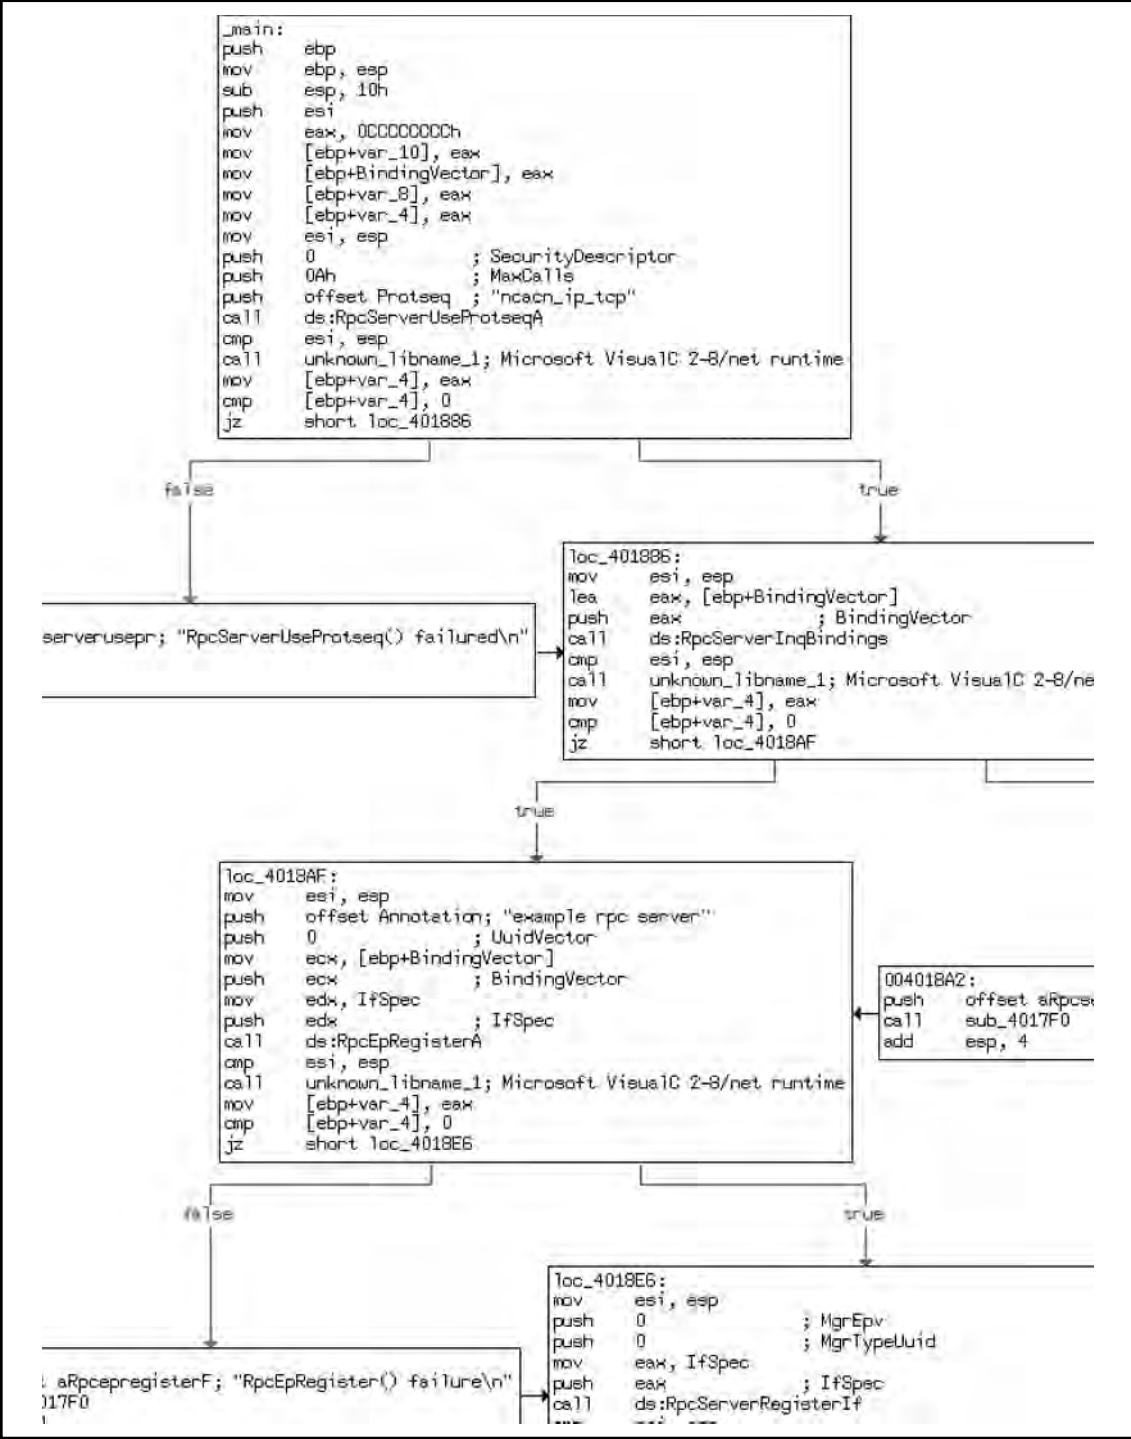 _main:
push ebp
mov ebp, esp
sub esp, 10h
push esi
mov eax, 0CCCCCCCCh
mov [ebp+var_10], eax
mov [ebp+BindingVector], eax
mov [ebp+var_8], eax
mov [ebp+var_4], eax
mov esi, esp
push 0 ; SecurityDescriptor
push 0Ah ; MaxCalls
push offset Protseq ; "ncacn_ip_tcp"
call ds:RpcServerUseProtseqA
cmp esi, esp
call unknown_libname_1; Microsoft VisualC 2-8/net runtime
mov [ebp+var_4], eax
cmp [ebp+var_4], 0
jz short loc_401886
false
true
serverusepr; "RpcServerUseProtseq() failured\n"
loc_401886:
mov esi, esp
lea eax, [ebp+BindingVector]
push eax ; BindingVector
call ds:RpcServerInqBindings
cmp esi, esp
call unknown_libname_1; Microsoft VisualC 2-8/ne
mov [ebp+var_4], eax
cmp [ebp+var_4], 0
jz short loc_4018AF
true
loc_4018AF:
mov esi, esp
push offset Annotation; "example rpc server"
push 0 ; UuidVector
mov ecx, [ebp+BindingVector]
push ecx ; BindingVector
mov edx, IfSpec
push edx ; IfSpec
call ds:RpcEpRegisterA
cmp esi, esp
call unknown_libname_1; Microsoft VisualC 2-8/net runtime
mov [ebp+var_4], eax
cmp [ebp+var_4], 0
jz short loc_4018E6
004018A2:
push offset aRpcse
call sub_4017F0
add esp, 4
false
true
aRpcepregisterF; "RpcEpRegister() failure\n"
017F0
loc_4018E6:
mov esi, esp
push 0 ; MgrEpv
push 0 ; MgrTypeUuid
mov eax, IfSpec
push eax ; IfSpec
call ds:RpcServerRegisterIf